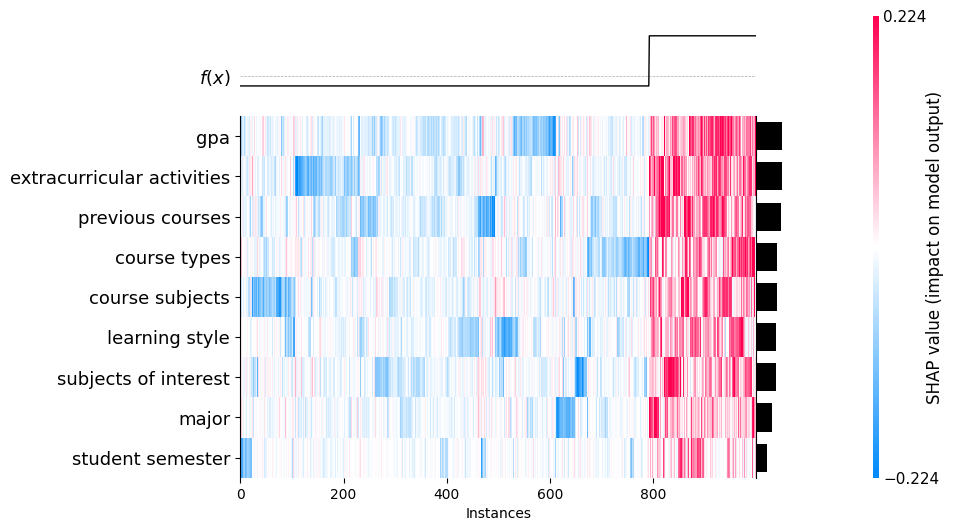 0.224
f(x)
gpa
extracurricular activities
previous courses
course types
course subjects
learning style
subjects of interest
major
student semester
0 200 400 600 800
Instances
SHAP value (impact on model output)
−0.224